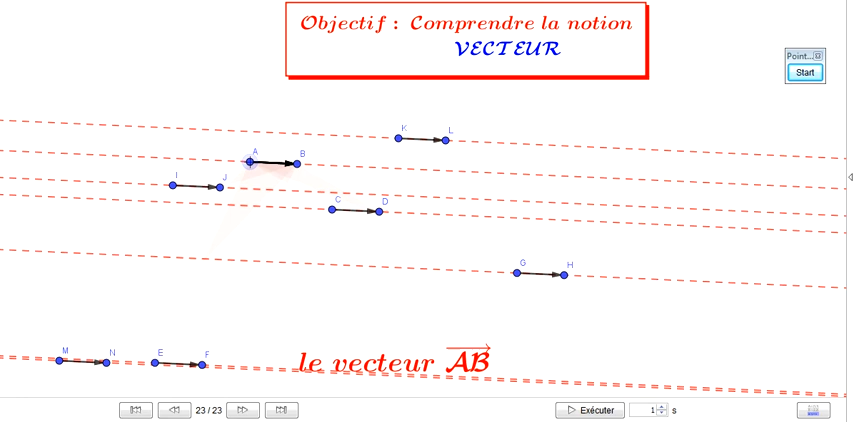 Objectif : Comprendre la notion
VECTEUR
Point...
Start
K L
A B
I J
C D
G H
M N E F
le vecteur AB
23 / 23
Exécuter
1 s